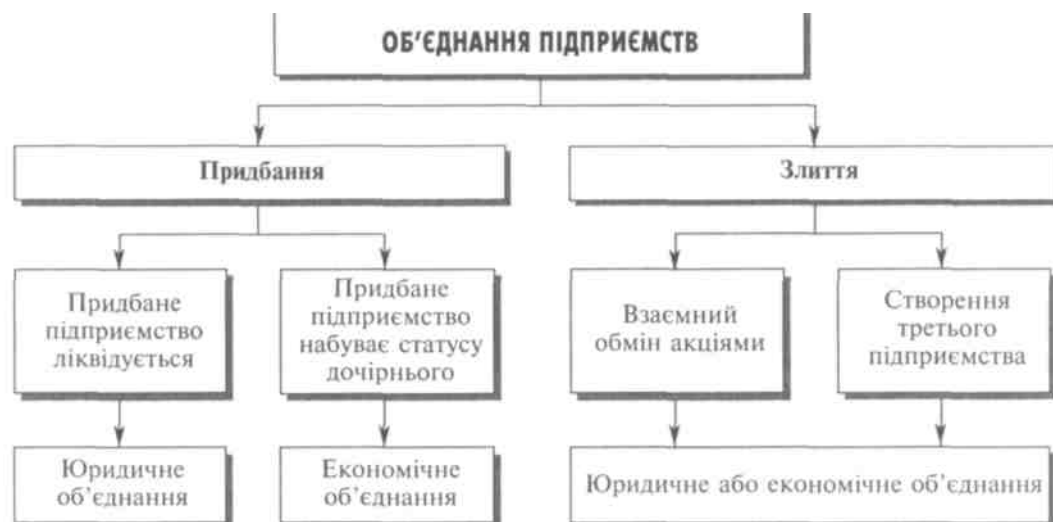 ОБ’ЄДНАННЯ ПІДПРИЄМСТВ
Придбання
Злиття
Придбане
підприємство
ліквідується
Придбане
підприємство
набуває статусу
дочірнього
Взаємний
обмін акціями
Створення
третього
підприємства
Юридичне
об’єднання
Економічне
об’єднання
Юридичне або економічне об’єднання